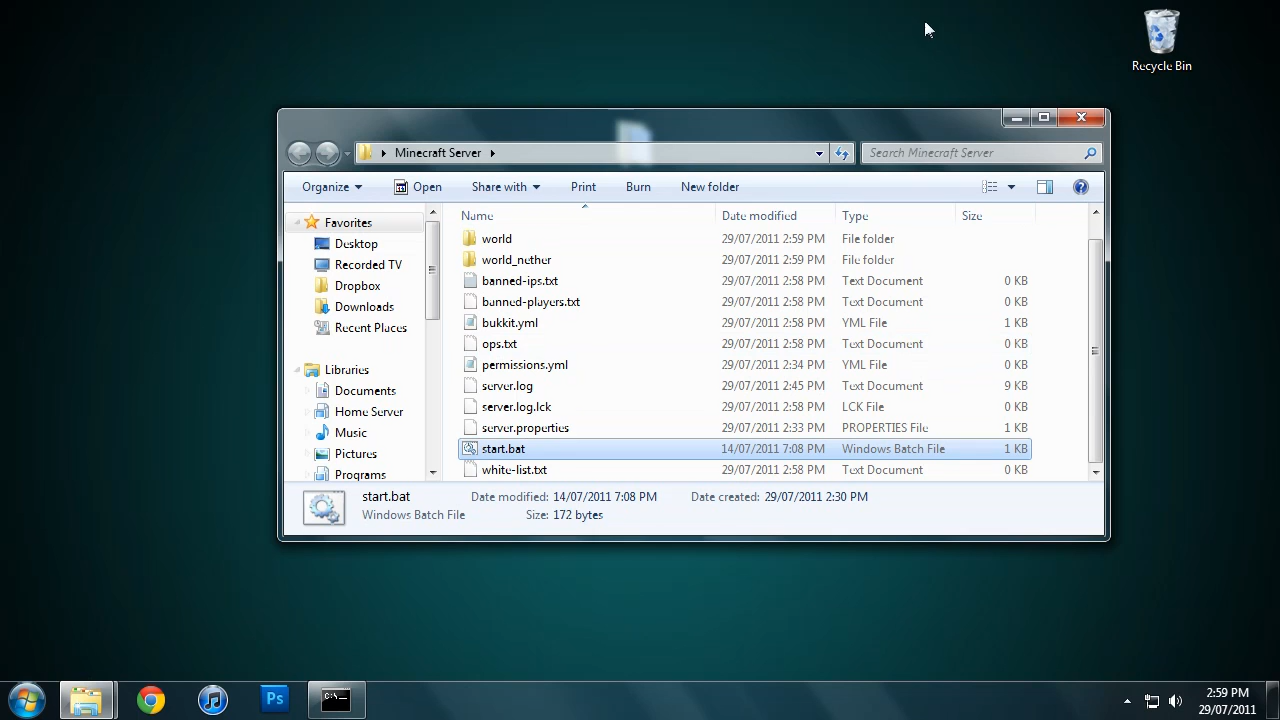 Recycle Bin
Minecraft Server
Search Minecraft Server
Organize Open Share with Print Burn New folder
Name Date modified Type Size
Favorites
Desktop
Recorded TV
Dropbox
Downloads
Recent Places
Libraries
Documents
Home Server
Music
Pictures
Programs
world 29/07/2011 2:59 PM File folder
world_nether 29/07/2011 2:59 PM File folder
banned-ips.txt 29/07/2011 2:58 PM Text Document 0 KB
banned-players.txt 29/07/2011 2:58 PM Text Document 0 KB
bukkit.yml 29/07/2011 2:58 PM YML File 1 KB
ops.txt 29/07/2011 2:58 PM Text Document 0 KB
permissions.yml 29/07/2011 2:34 PM YML File 0 KB
server.log 29/07/2011 2:45 PM Text Document 9 KB
server.log.lck 29/07/2011 2:58 PM LCK File 0 KB
server.properties 29/07/2011 2:33 PM PROPERTIES File 1 KB
start.bat 14/07/2011 7:08 PM Windows Batch File 1 KB
white-list.txt 29/07/2011 2:58 PM Text Document 0 KB
start.bat Date modified: 14/07/2011 7:08 PM Date created: 29/07/2011 2:30 PM
Windows Batch File Size: 172 bytes
Ps
C:\
2:59 PM
29/07/2011